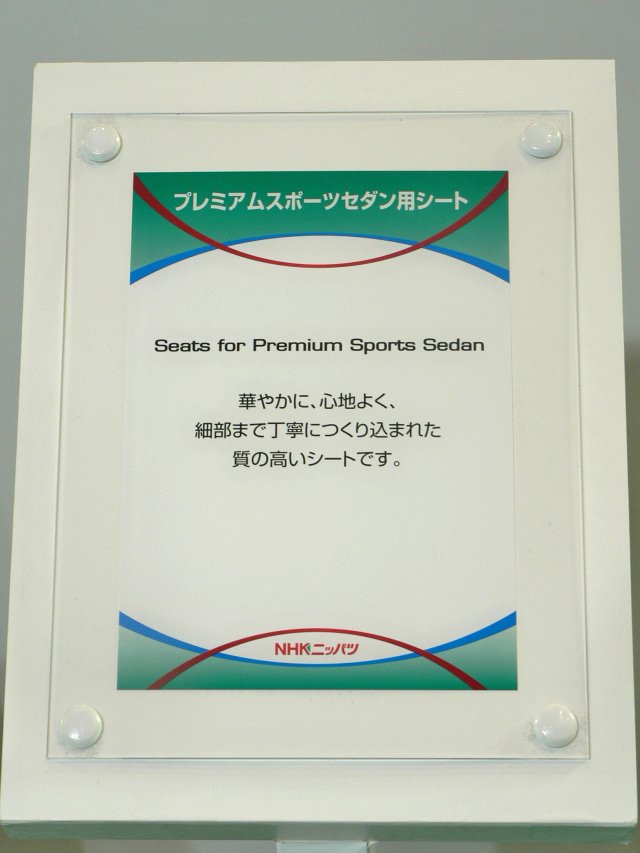 プレミアムスポーツセダン用シート
Seats for Premium Sports Sedan
華やかに、心地よく、
細部まで丁寧につくり込まれた
質の高いシートです。
NHKニッパツ